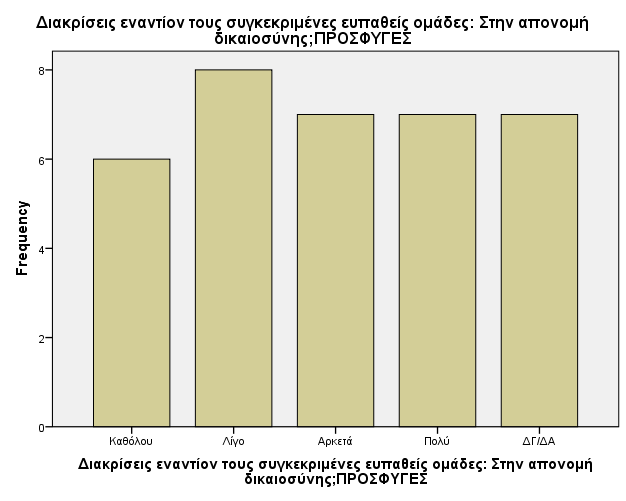 Διακρίσεις εναντίον τους συγκεκριμένες ευπαθείς ομάδες: Στην απονομή
δικαιοσύνης;ΠΡΟΣΦΥΓΕΣ
Frequency
8
6
4
2
0
Καθόλου Λίγο Αρκετά Πολύ ΔΓ/ΔΑ
Διακρίσεις εναντίον τους συγκεκριμένες ευπαθείς ομάδες: Στην απονομή
δικαιοσύνης;ΠΡΟΣΦΥΓΕΣ